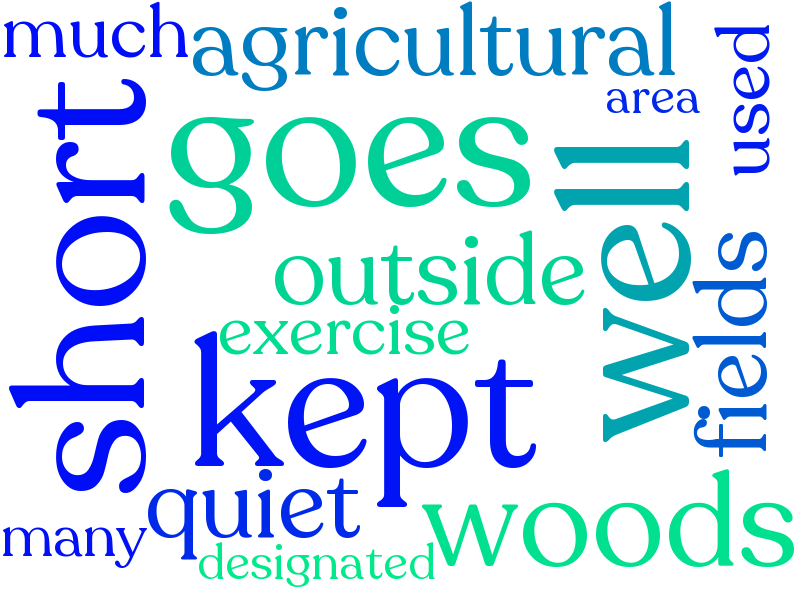 much
agricultural
used
area
short
goes
well
outside
fields
exercise
kept
quiet
woods
many
designated